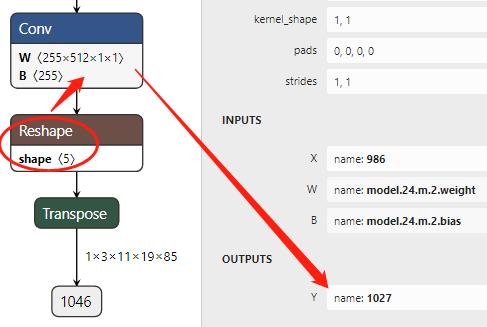 Conv
W ⟨255×512×1×1⟩
B ⟨255⟩
Reshape
shape ⟨5⟩
Transpose
1×3×11×19×85
1046
kernel_shape
1, 1
pads
0, 0, 0, 0
strides
1, 1
INPUTS
X
name: 986
W
name: model.24.m.2.weight
B
name: model.24.m.2.bias
OUTPUTS
Y
name: 1027